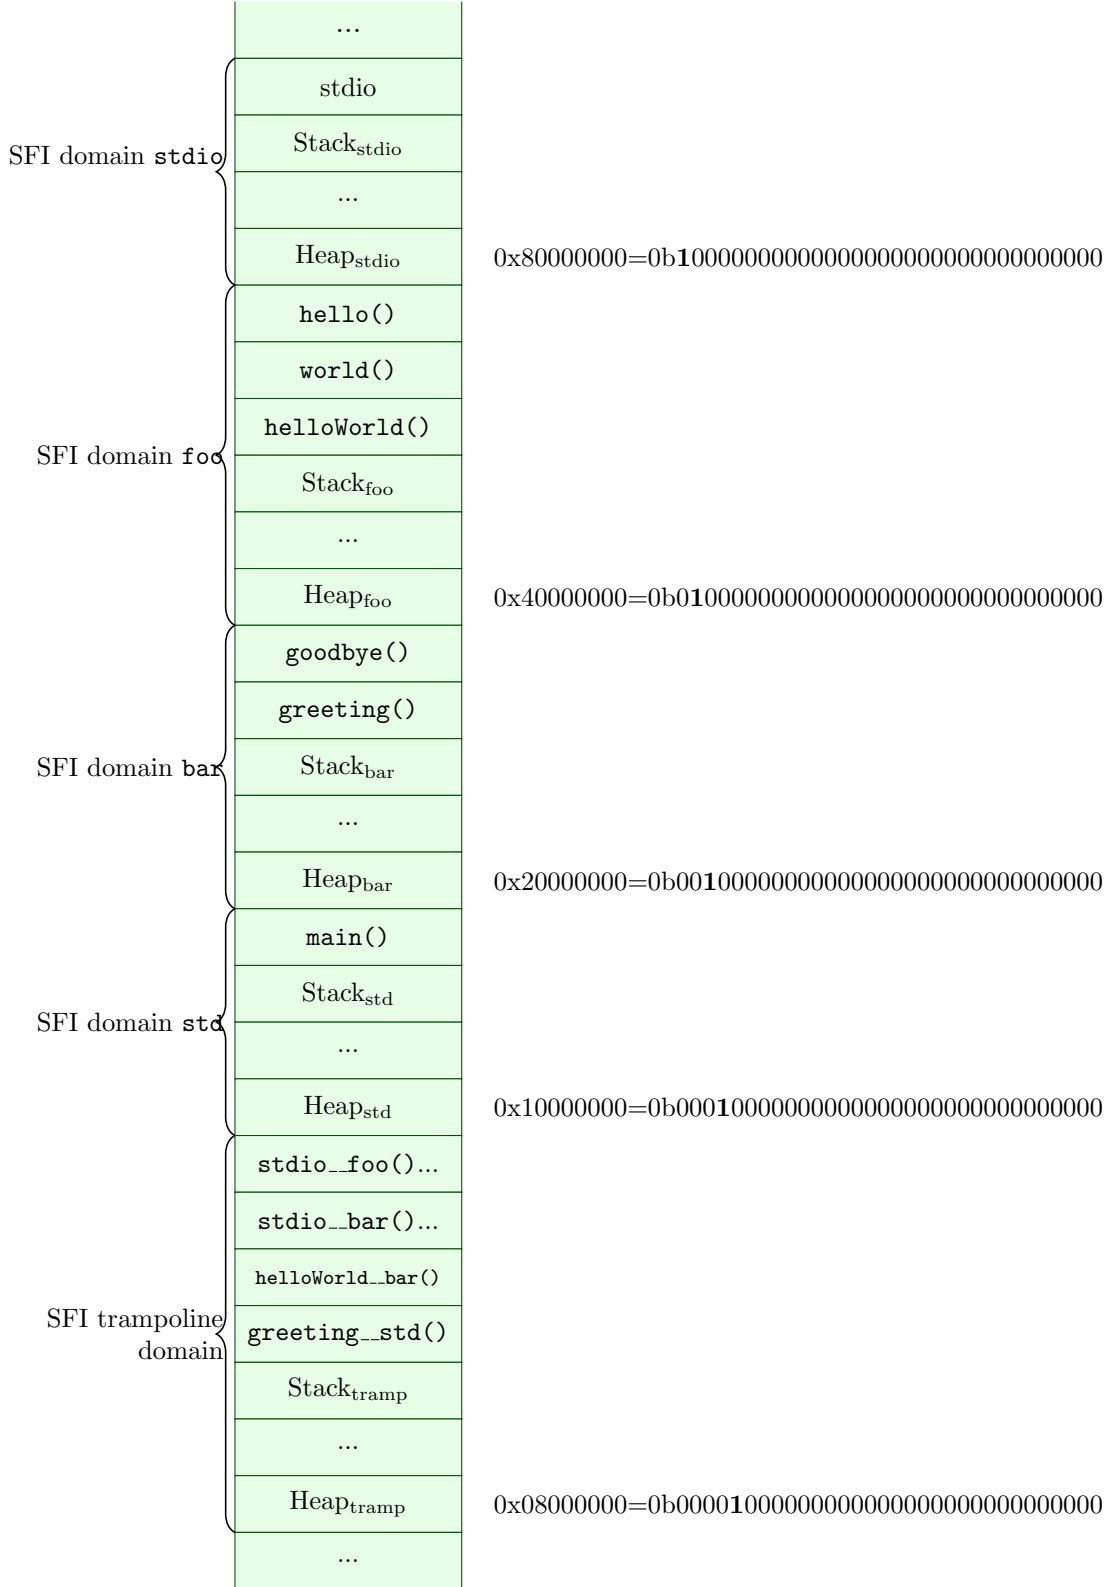 ...
stdio
Stack_stdio
SFI domain stdio
...
Heap_stdio
0x80000000=0b10000000000000000000000000000000
hello()
world()
helloWorld()
SFI domain foo
Stack_foo
...
Heap_foo
0x40000000=0b01000000000000000000000000000000
goodbye()
greeting()
Stack_bar
SFI domain bar
...
Heap_bar
0x20000000=0b00100000000000000000000000000000
main()
Stack_std
SFI domain std
...
Heap_std
0x10000000=0b00010000000000000000000000000000
stdio__foo()...
stdio__bar()...
helloWorld__bar()
SFI trampoline
domain
greeting__std()
Stack_tramp
...
Heap_tramp
0x08000000=0b00001000000000000000000000000000
...